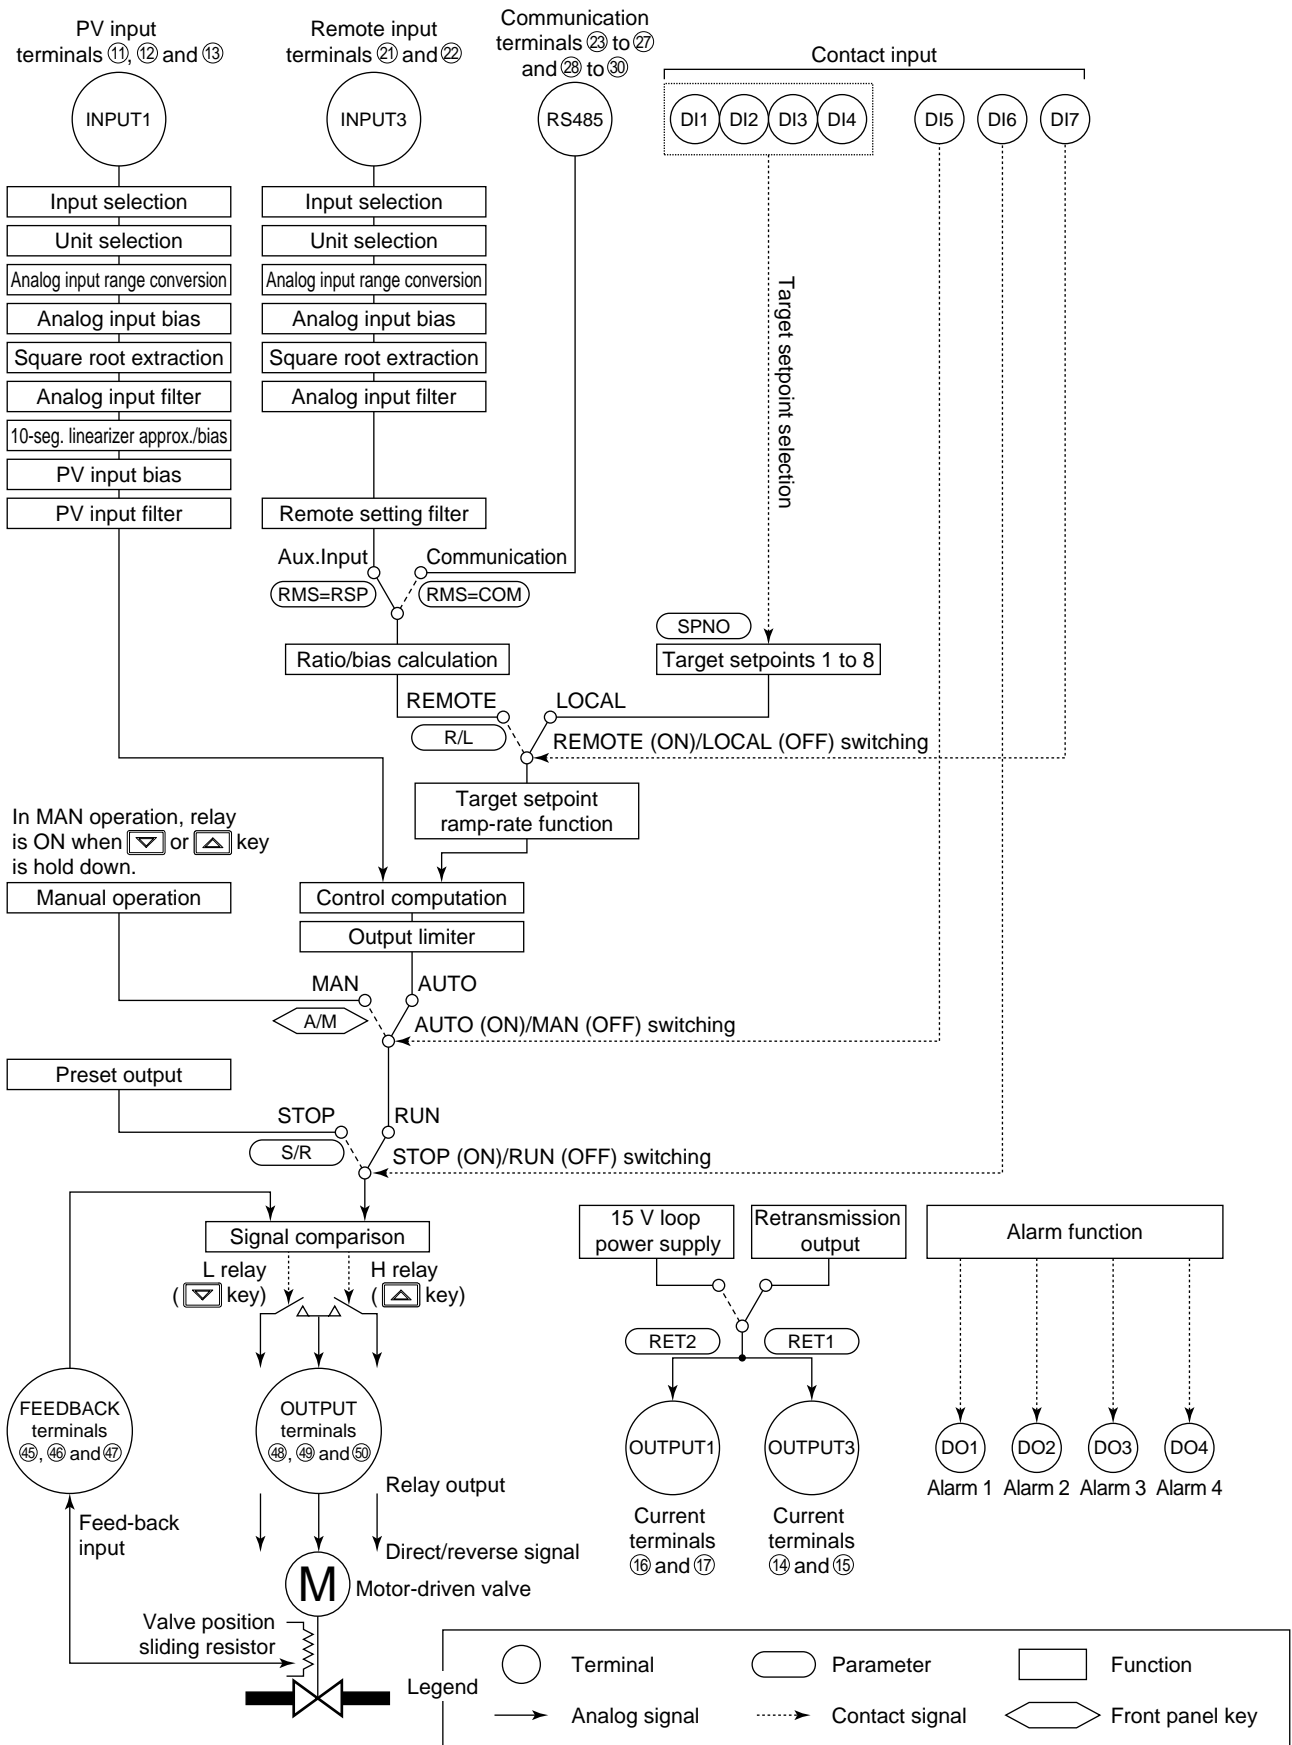 PV input
terminals ⑪, ⑫ and ⑬
Remote input
terminals ㉑ and ㉒
Communication
terminals ㉓ to ㉗
and ㉘ to ㉚
Contact input
INPUT1
INPUT3
RS485
DI1
DI2
DI3
DI4
DI5
DI6
DI7
Input selection
Unit selection
Analog input range conversion
Analog input bias
Square root extraction
Analog input filter
10-seg. linearizer approx./bias
PV input bias
PV input filter
Input selection
Unit selection
Analog input range conversion
Analog input bias
Square root extraction
Analog input filter
Remote setting filter
Target setpoint selection
Aux.Input
Communication
RMS=RSP
RMS=COM
SPNO
Ratio/bias calculation
Target setpoints 1 to 8
REMOTE
LOCAL
R/L
REMOTE (ON)/LOCAL (OFF) switching
Target setpoint
ramp-rate function
In MAN operation, relay
is ON when ▽ or △ key
is hold down.
Manual operation
Control computation
Output limiter
MAN
AUTO
A/M
AUTO (ON)/MAN (OFF) switching
Preset output
STOP
RUN
S/R
STOP (ON)/RUN (OFF) switching
Signal comparison
L relay
( ▽ key)
H relay
( △ key)
15 V loop
power supply
Retransmission
output
Alarm function
RET2
RET1
FEEDBACK
terminals
㊺, ㊻ and ㊼
OUTPUT
terminals
㊽, ㊾ and ㊿
OUTPUT1
OUTPUT3
DO1
DO2
DO3
DO4
Alarm 1
Alarm 2
Alarm 3
Alarm 4
Relay output
Current
terminals
⑯ and ⑰
Current
terminals
⑭ and ⑮
Feed-back
input
Direct/reverse signal
M
Motor-driven valve
Valve position
sliding resistor
Legend
Terminal
Parameter
Function
Analog signal
Contact signal
Front panel key